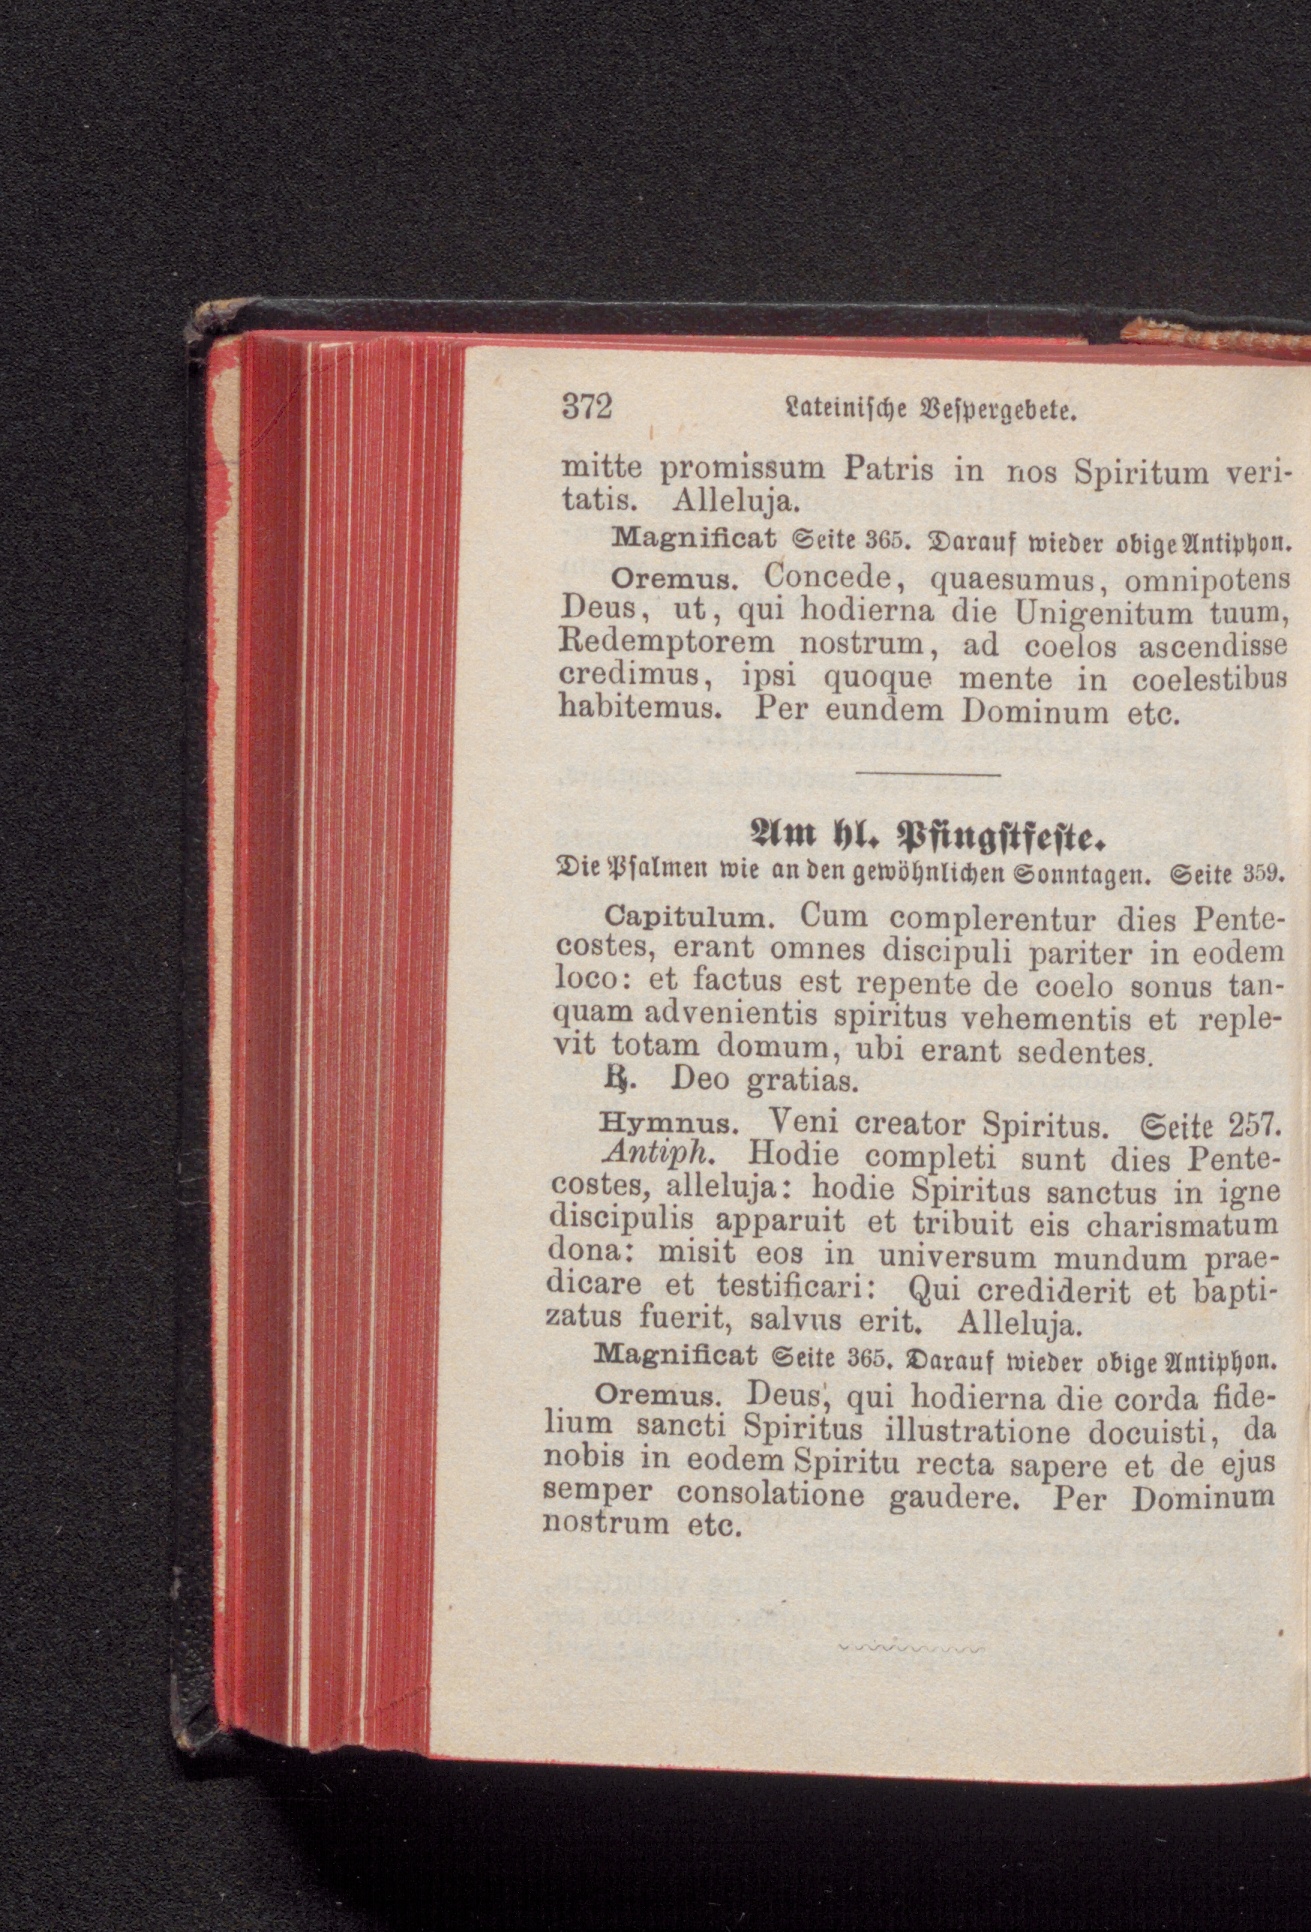 372 Lateinische Vespergebete.
mitte promissum Patris in nos Spiritum veri-
tatis. Alleluja.
Magnificat Seite 365. Darauf wieder obige Antiphon.
Oremus. Concede, quaesumus, omnipotens
Deus, ut, qui hodierna die Unigenitum tuum,
Redemptorem nostrum, ad coelos ascendisse
credimus, ipsi quoque mente in coelestibus
habitemus. Per eundem Dominum etc.
Am hl. Pfingstfeste.
Die Psalmen wie an den gewöhnlichen Sonntagen. Seite 359.
Capitulum. Cum complerentur dies Pente-
costes, erant omnes discipuli pariter in eodem
loco: et factus est repente de coelo sonus tan-
quam advenientis spiritus vehementis et reple-
vit totam domum, ubi erant sedentes.
℟. Deo gratias.
Hymnus. Veni creator Spiritus. Seite 257.
Antiph. Hodie completi sunt dies Pente-
costes, alleluja: hodie Spiritus sanctus in igne
discipulis apparuit et tribuit eis charismatum
dona: misit eos in universum mundum prae-
dicare et testificari: Qui crediderit et bapti-
zatus fuerit, salvus erit. Alleluja.
Magnificat Seite 365. Darauf wieder obige Antiphon.
Oremus. Deus, qui hodierna die corda fide-
lium sancti Spiritus illustratione docuisti, da
nobis in eodem Spiritu recta sapere et de ejus
semper consolatione gaudere. Per Dominum
nostrum etc.